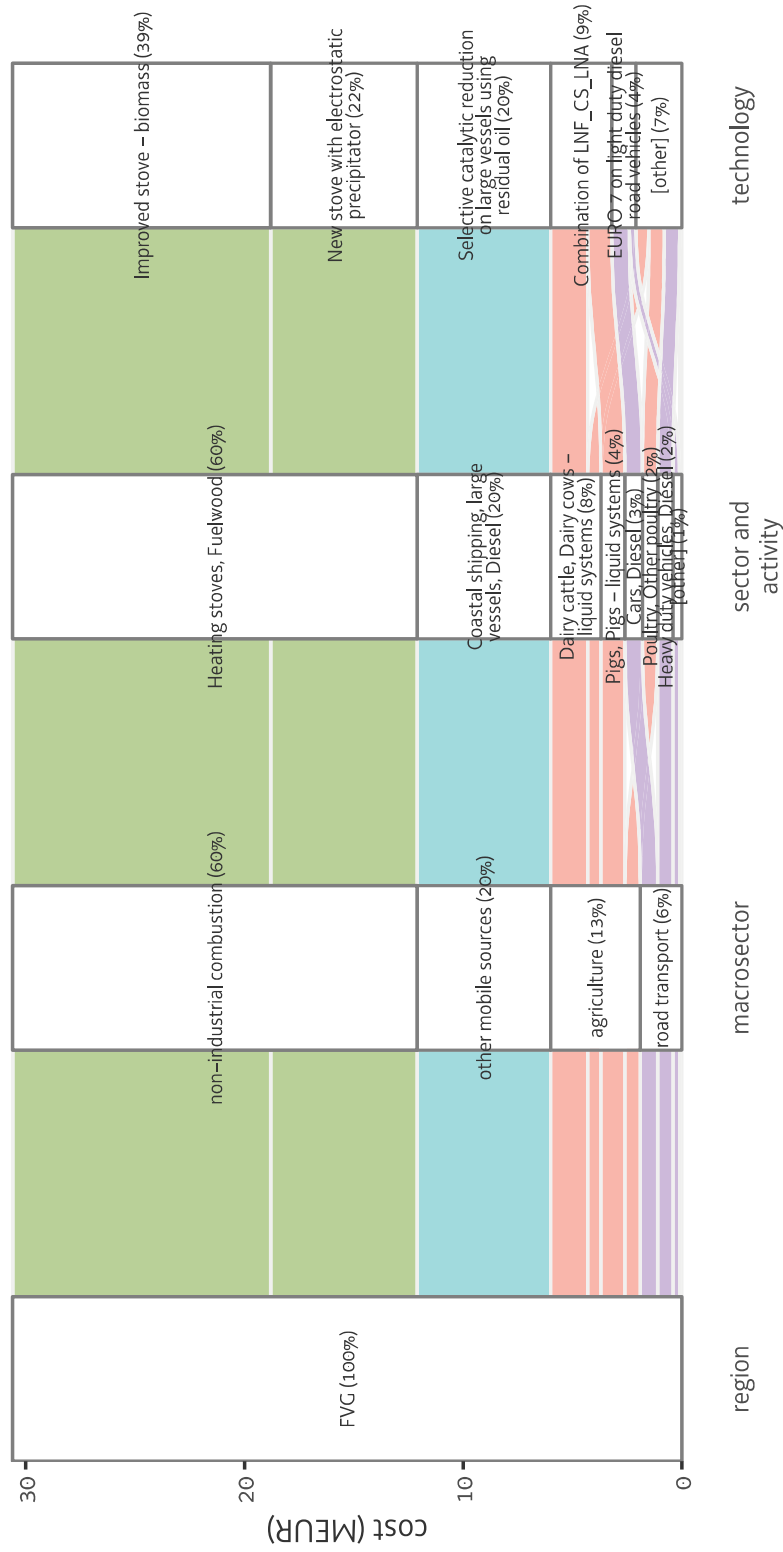 cost (MEUR)
30
20
10
0
region
macrosector
sector and
activity
technology
FVG (100%)
non−industrial combustion (60%)
other mobile sources (20%)
agriculture (13%)
road transport (6%)
Heating stoves, Fuelwood (60%)
Coastal shipping, large
vessels, Diesel (20%)
Dairy cattle, Dairy cows −
liquid systems (8%)
Pigs, Pigs − liquid systems (4%)
Cars, Diesel (3%)
Poultry, Other poultry (2%)
Heavy duty vehicles, Diesel (2%)
[other] (1%)
Improved stove − biomass (39%)
New stove with electrostatic
precipitator (22%)
Selective catalytic reduction
on large vessels using
residual oil (20%)
Combination of LNF_CS_LNA (9%)
EURO 7 on light duty diesel
road vehicles (4%)
[other] (7%)